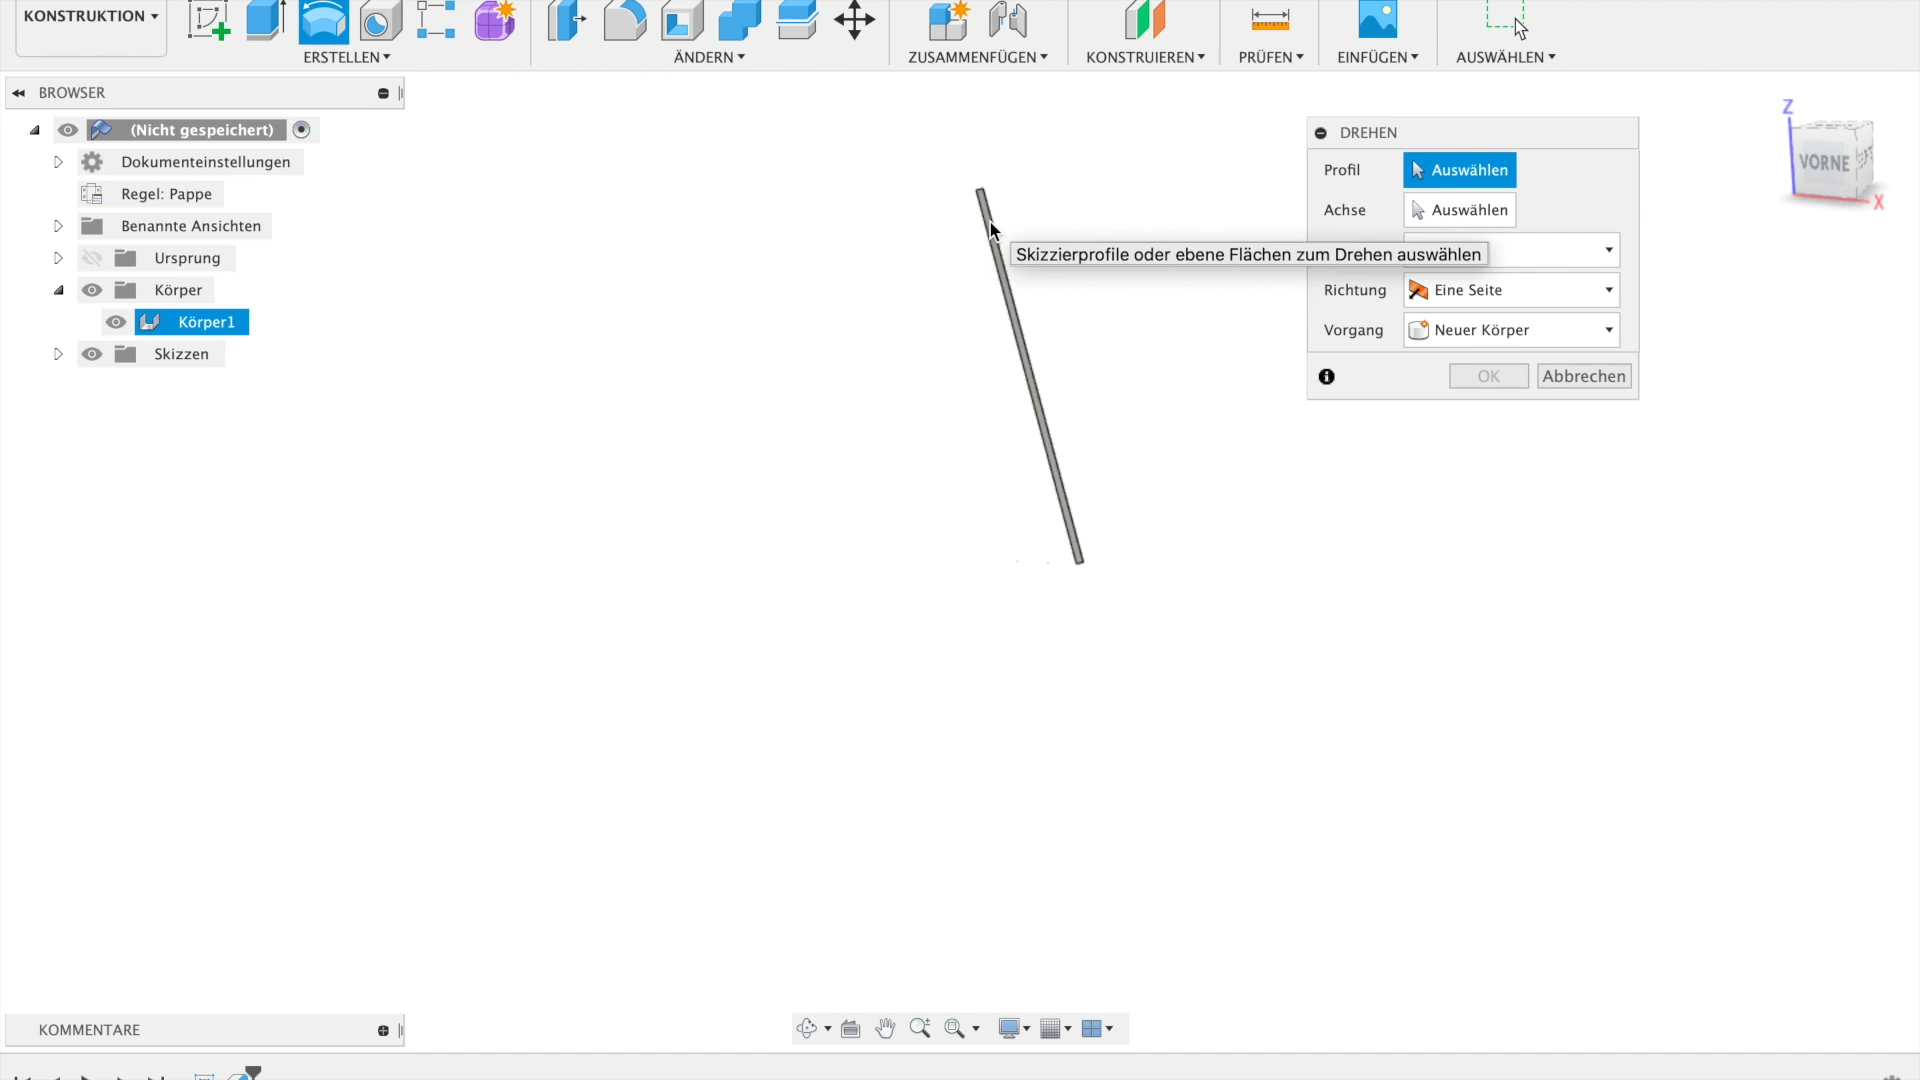 KONSTRUKTION
ERSTELLEN
ÄNDERN
ZUSAMMENFÜGEN
KONSTRUIEREN
PRÜFEN
EINFÜGEN
AUSWÄHLEN
BROWSER
(Nicht gespeichert)
Dokumenteinstellungen
Regel: Pappe
Benannte Ansichten
Ursprung
Körper
Körper1
Skizzen
DREHEN
Profil
Auswählen
Achse
Auswählen
Skizzierprofile oder ebene Flächen zum Drehen auswählen
Richtung
Eine Seite
Vorgang
Neuer Körper
OK
Abbrechen
Z
VORNE
X
KOMMENTARE